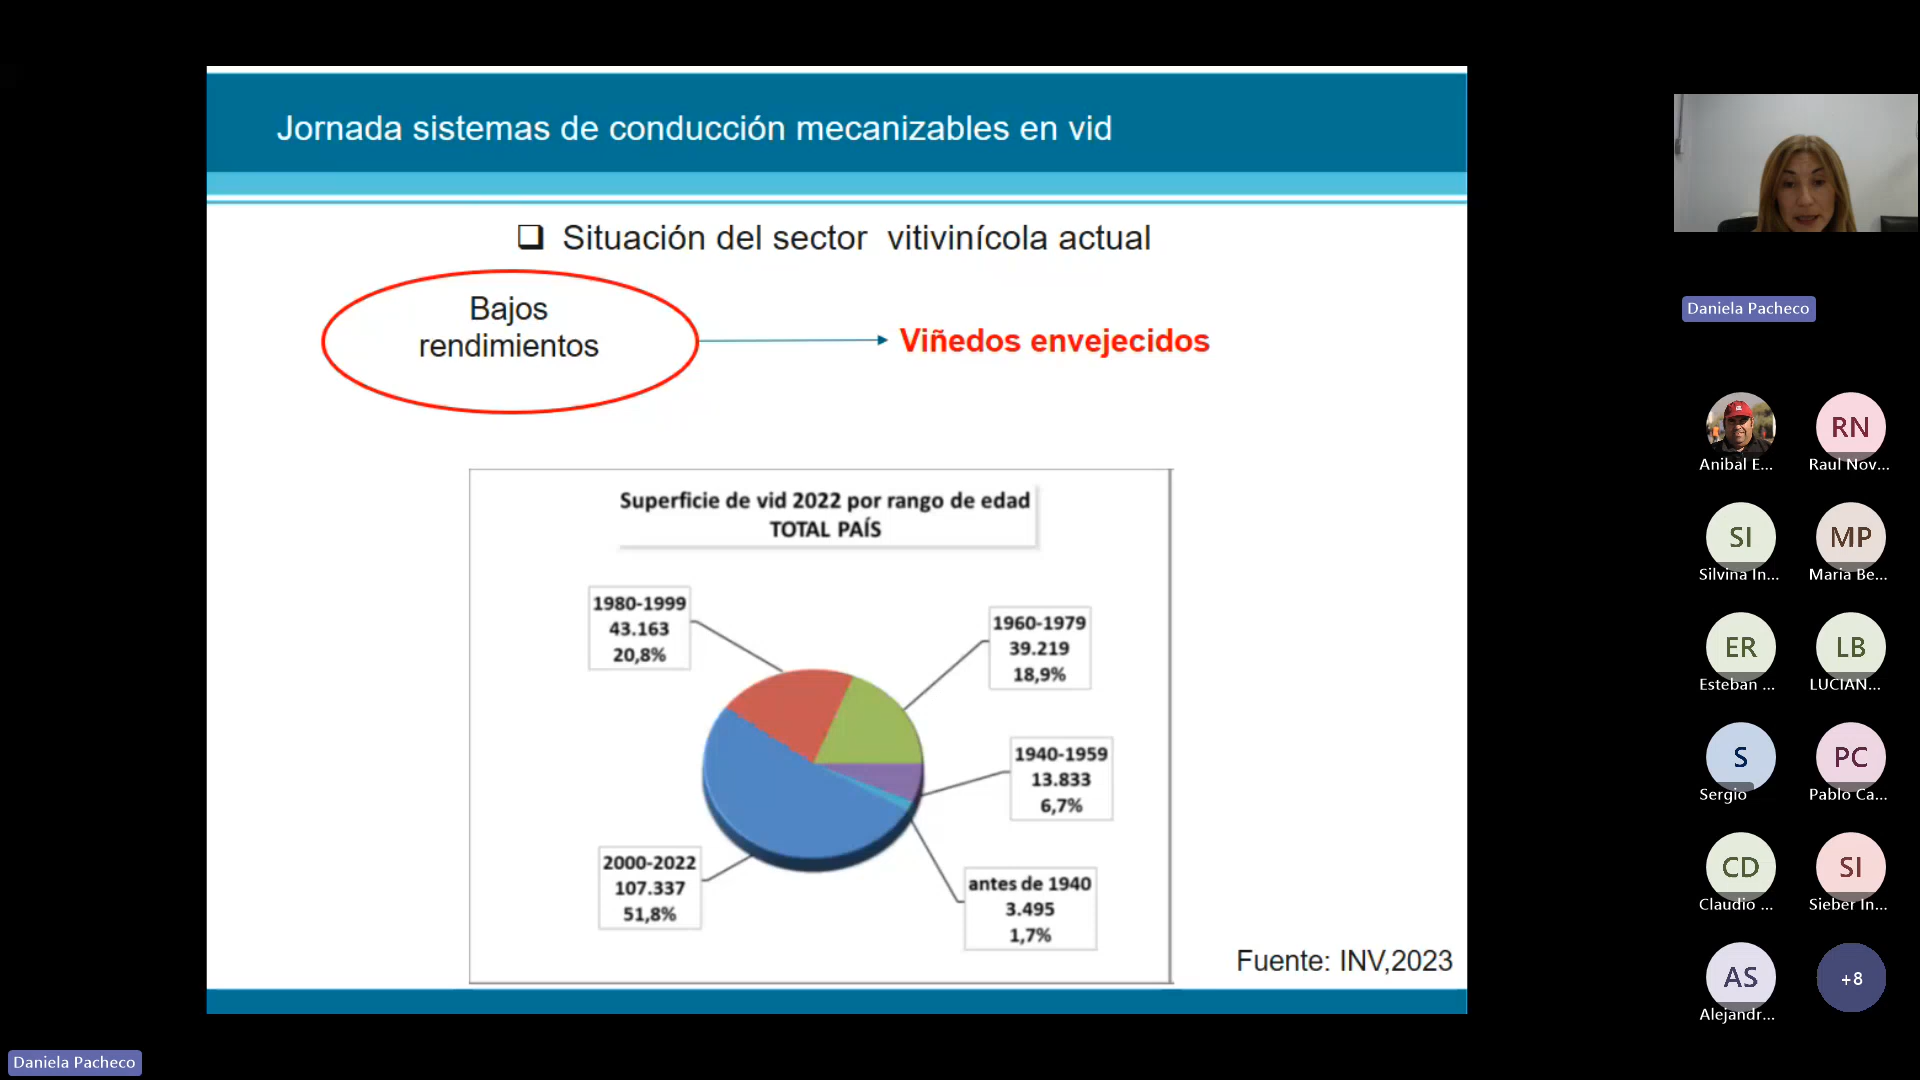 Jornada sistemas de conducción mecanizables en vid
Situación del sector vitivinícola actual
Bajos
rendimientos
Viñedos envejecidos
Superficie de vid 2022 por rango de edad
TOTAL PAÍS
1980-1999
43.163
20,8%
1960-1979
39.219
18,9%
1940-1959
13.833
6,7%
2000-2022
107.337
51,8%
antes de 1940
3.495
1,7%
Fuente: INV,2023
Daniela Pacheco
Anibal E...
RN
Raul Nov...
SI
Silvina In...
MP
Maria Be...
ER
Esteban ...
LB
LUCIAN...
S
Sergio
PC
Pablo Ca...
CD
Claudio ...
SI
Sieber In...
AS
Alejandr...
+8
Daniela Pacheco